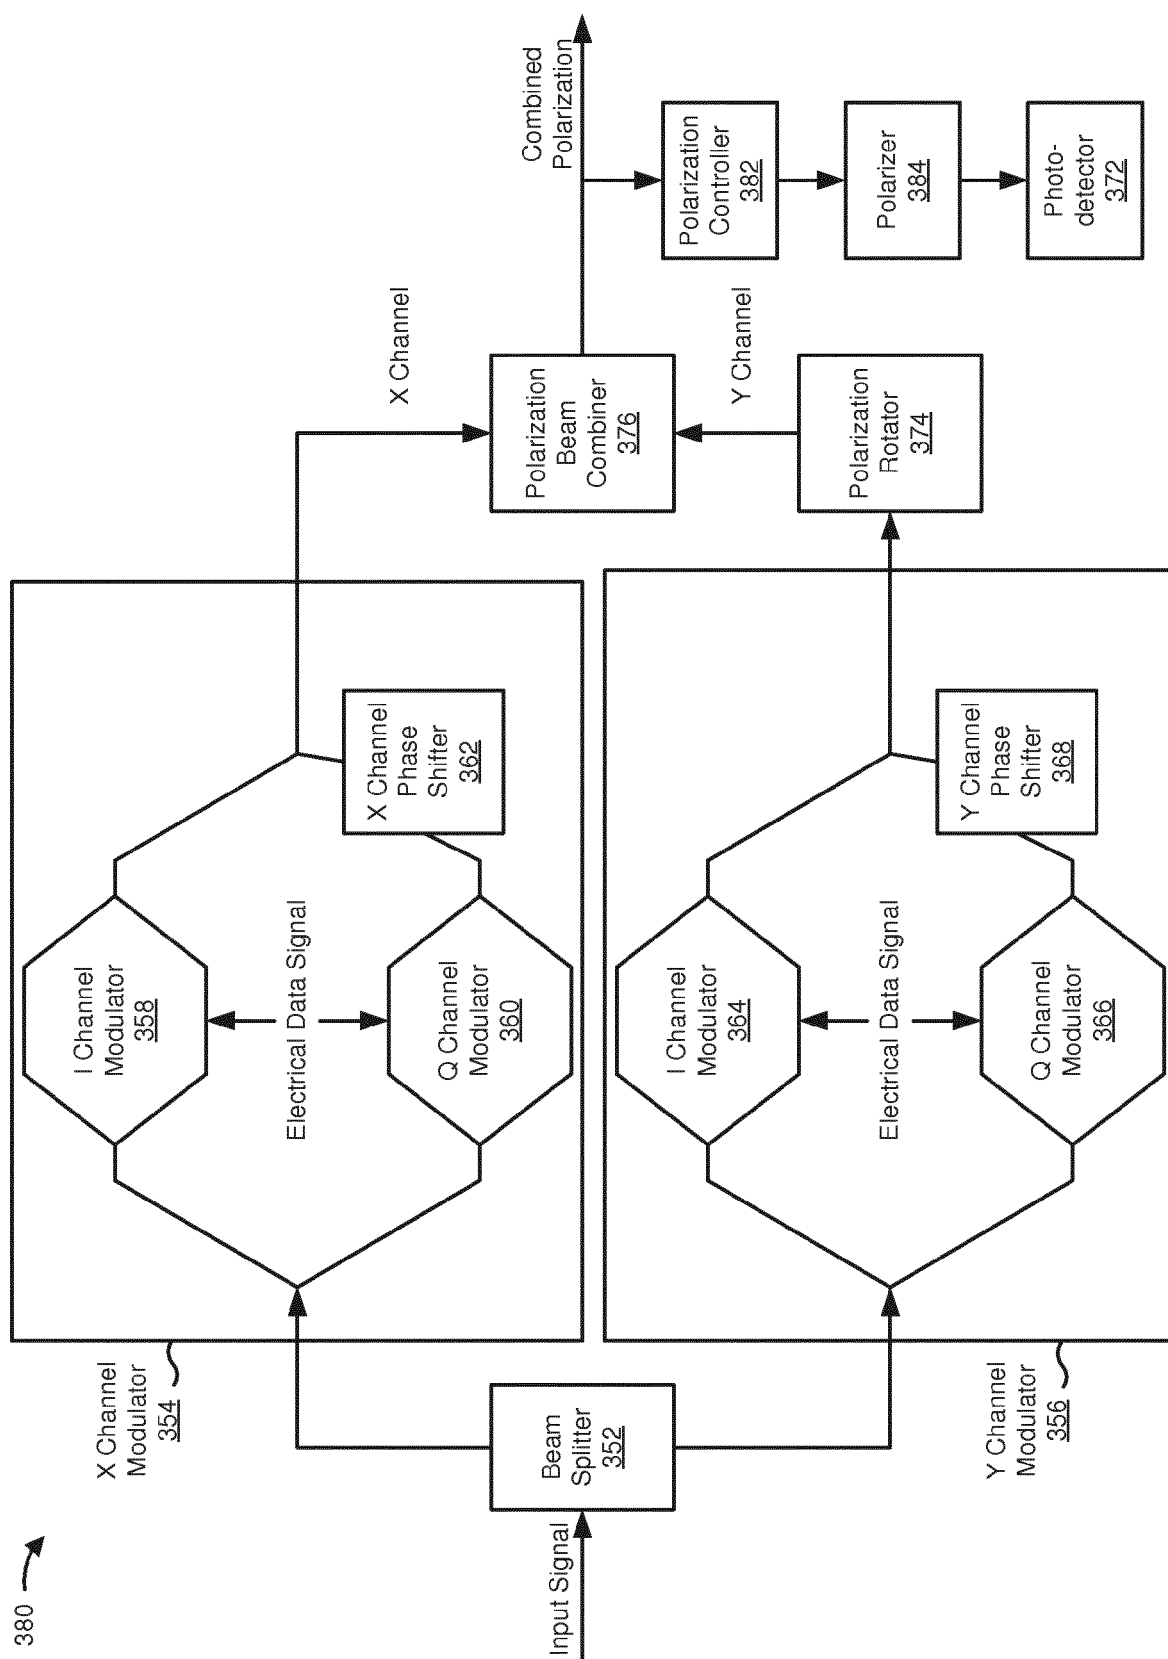 380
Input Signal
Beam
Splitter
352
X Channel
Modulator
354
I Channel
Modulator
358
Electrical Data Signal
Q Channel
Modulator
360
X Channel
Phase
Shifter
362
Y Channel
Modulator
356
I Channel
Modulator
364
Electrical Data Signal
Q Channel
Modulator
366
Y Channel
Phase
Shifter
368
X Channel
Polarization
Beam
Combiner
376
Y Channel
Polarization
Rotator
374
Combined
Polarization
Polarization
Controller
382
Polarizer
384
Photo-
detector
372